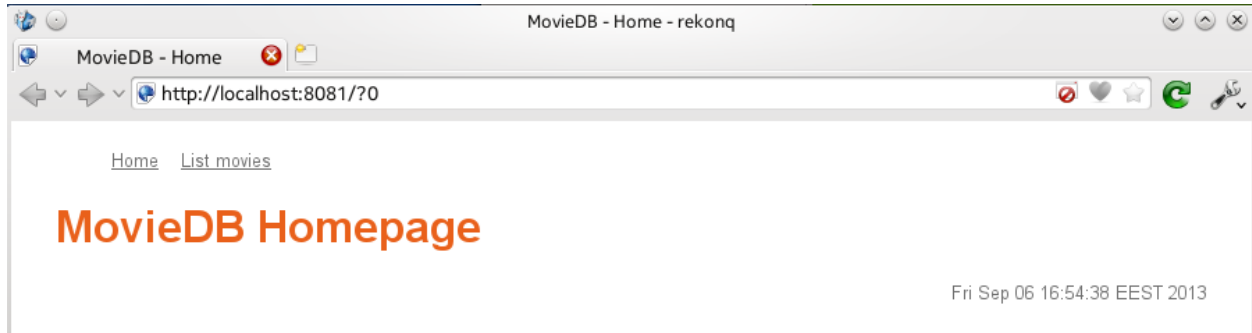 MovieDB - Home - rekonq
MovieDB - Home
http://localhost:8081/?0
Home List movies
MovieDB Homepage
Fri Sep 06 16:54:38 EEST 2013